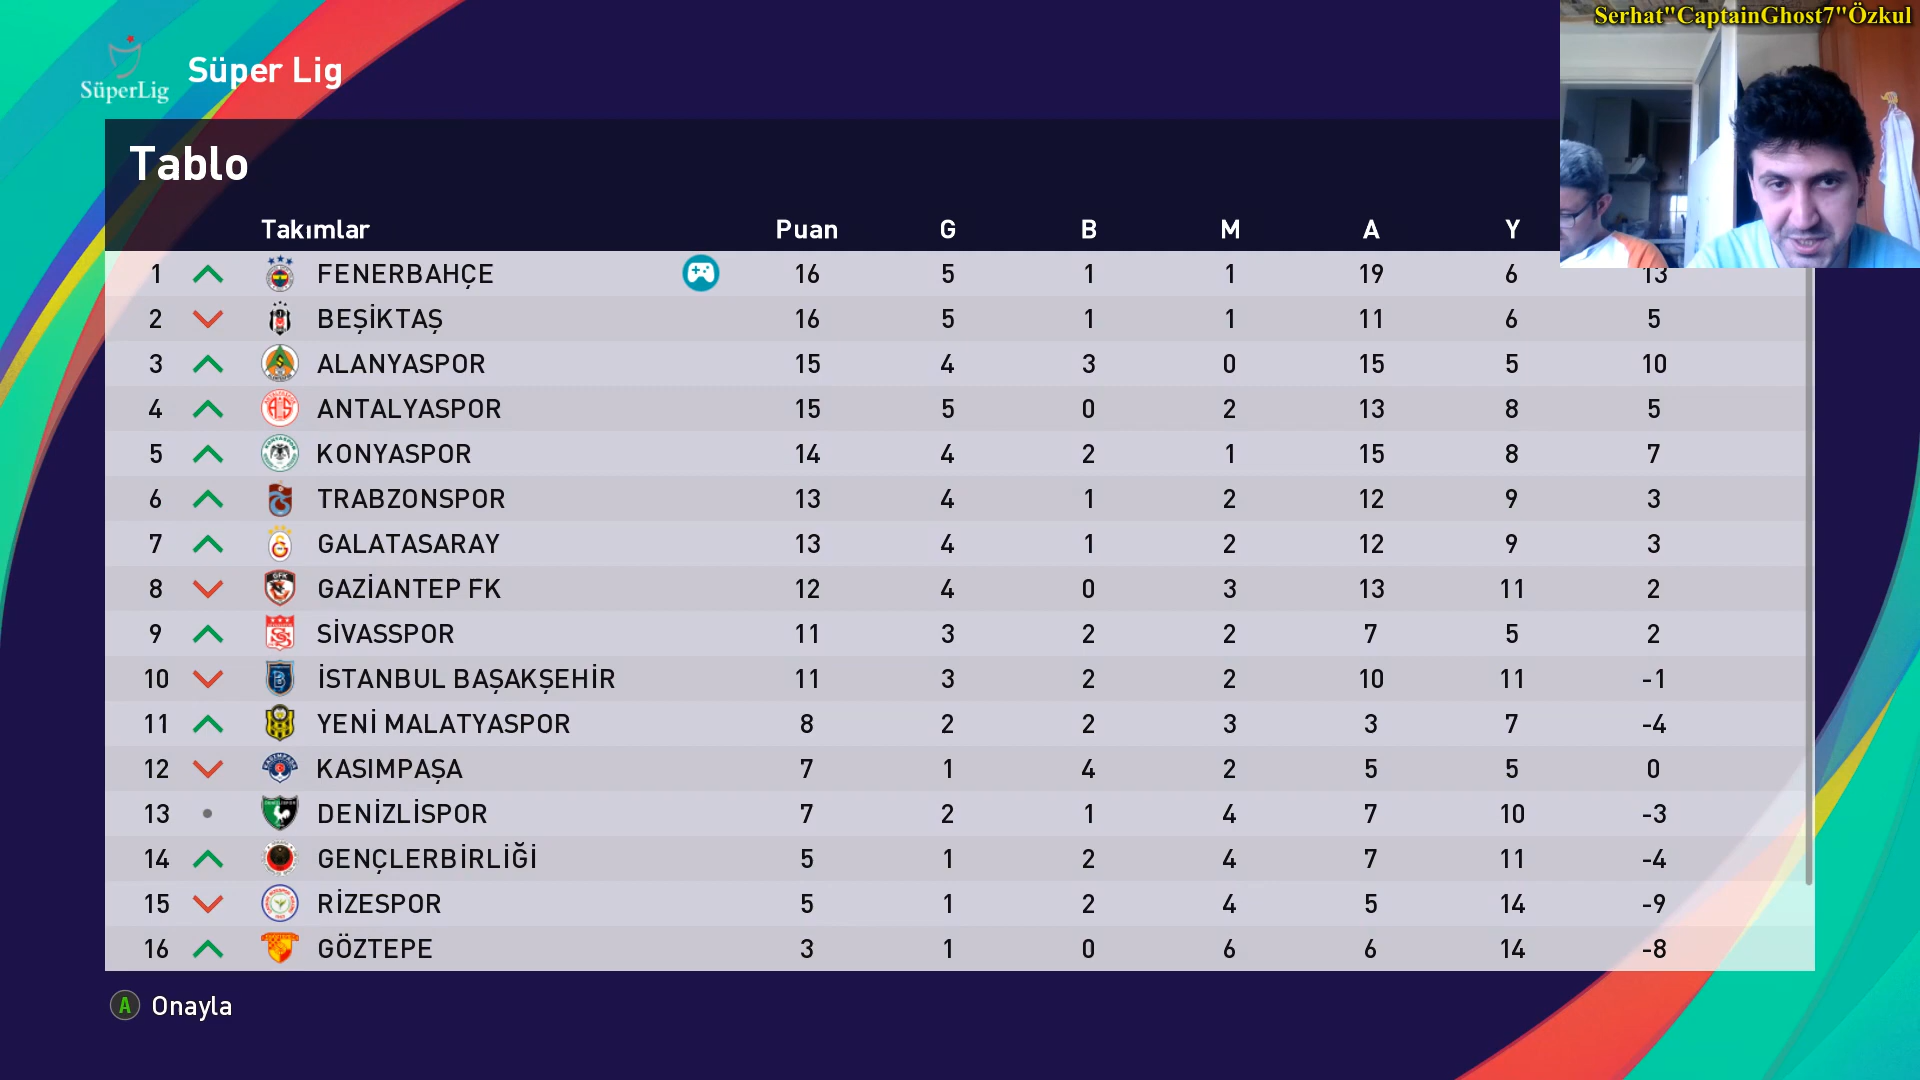 Serhat"CaptainGhost7"Özkul
SüperLig Süper Lig
Tablo
Takımlar Puan G B M A Y
1 FENERBAHÇE 16 5 1 1 19 6 13
2 BEŞİKTAŞ 16 5 1 1 11 6 5
3 ALANYASPOR 15 4 3 0 15 5 10
4 ANTALYASPOR 15 5 0 2 13 8 5
5 KONYASPOR 14 4 2 1 15 8 7
6 TRABZONSPOR 13 4 1 2 12 9 3
7 GALATASARAY 13 4 1 2 12 9 3
8 GAZİANTEP FK 12 4 0 3 13 11 2
9 SİVASSPOR 11 3 2 2 7 5 2
10 İSTANBUL BAŞAKŞEHİR 11 3 2 2 10 11 -1
11 YENİ MALATYASPOR 8 2 2 3 3 7 -4
12 KASIMPAŞA 7 1 4 2 5 5 0
13 DENİZLİSPOR 7 2 1 4 7 10 -3
14 GENÇLERBİRLİĞİ 5 1 2 4 7 11 -4
15 RİZESPOR 5 1 2 4 5 14 -9
16 GÖZTEPE 3 1 0 6 6 14 -8
A Onayla